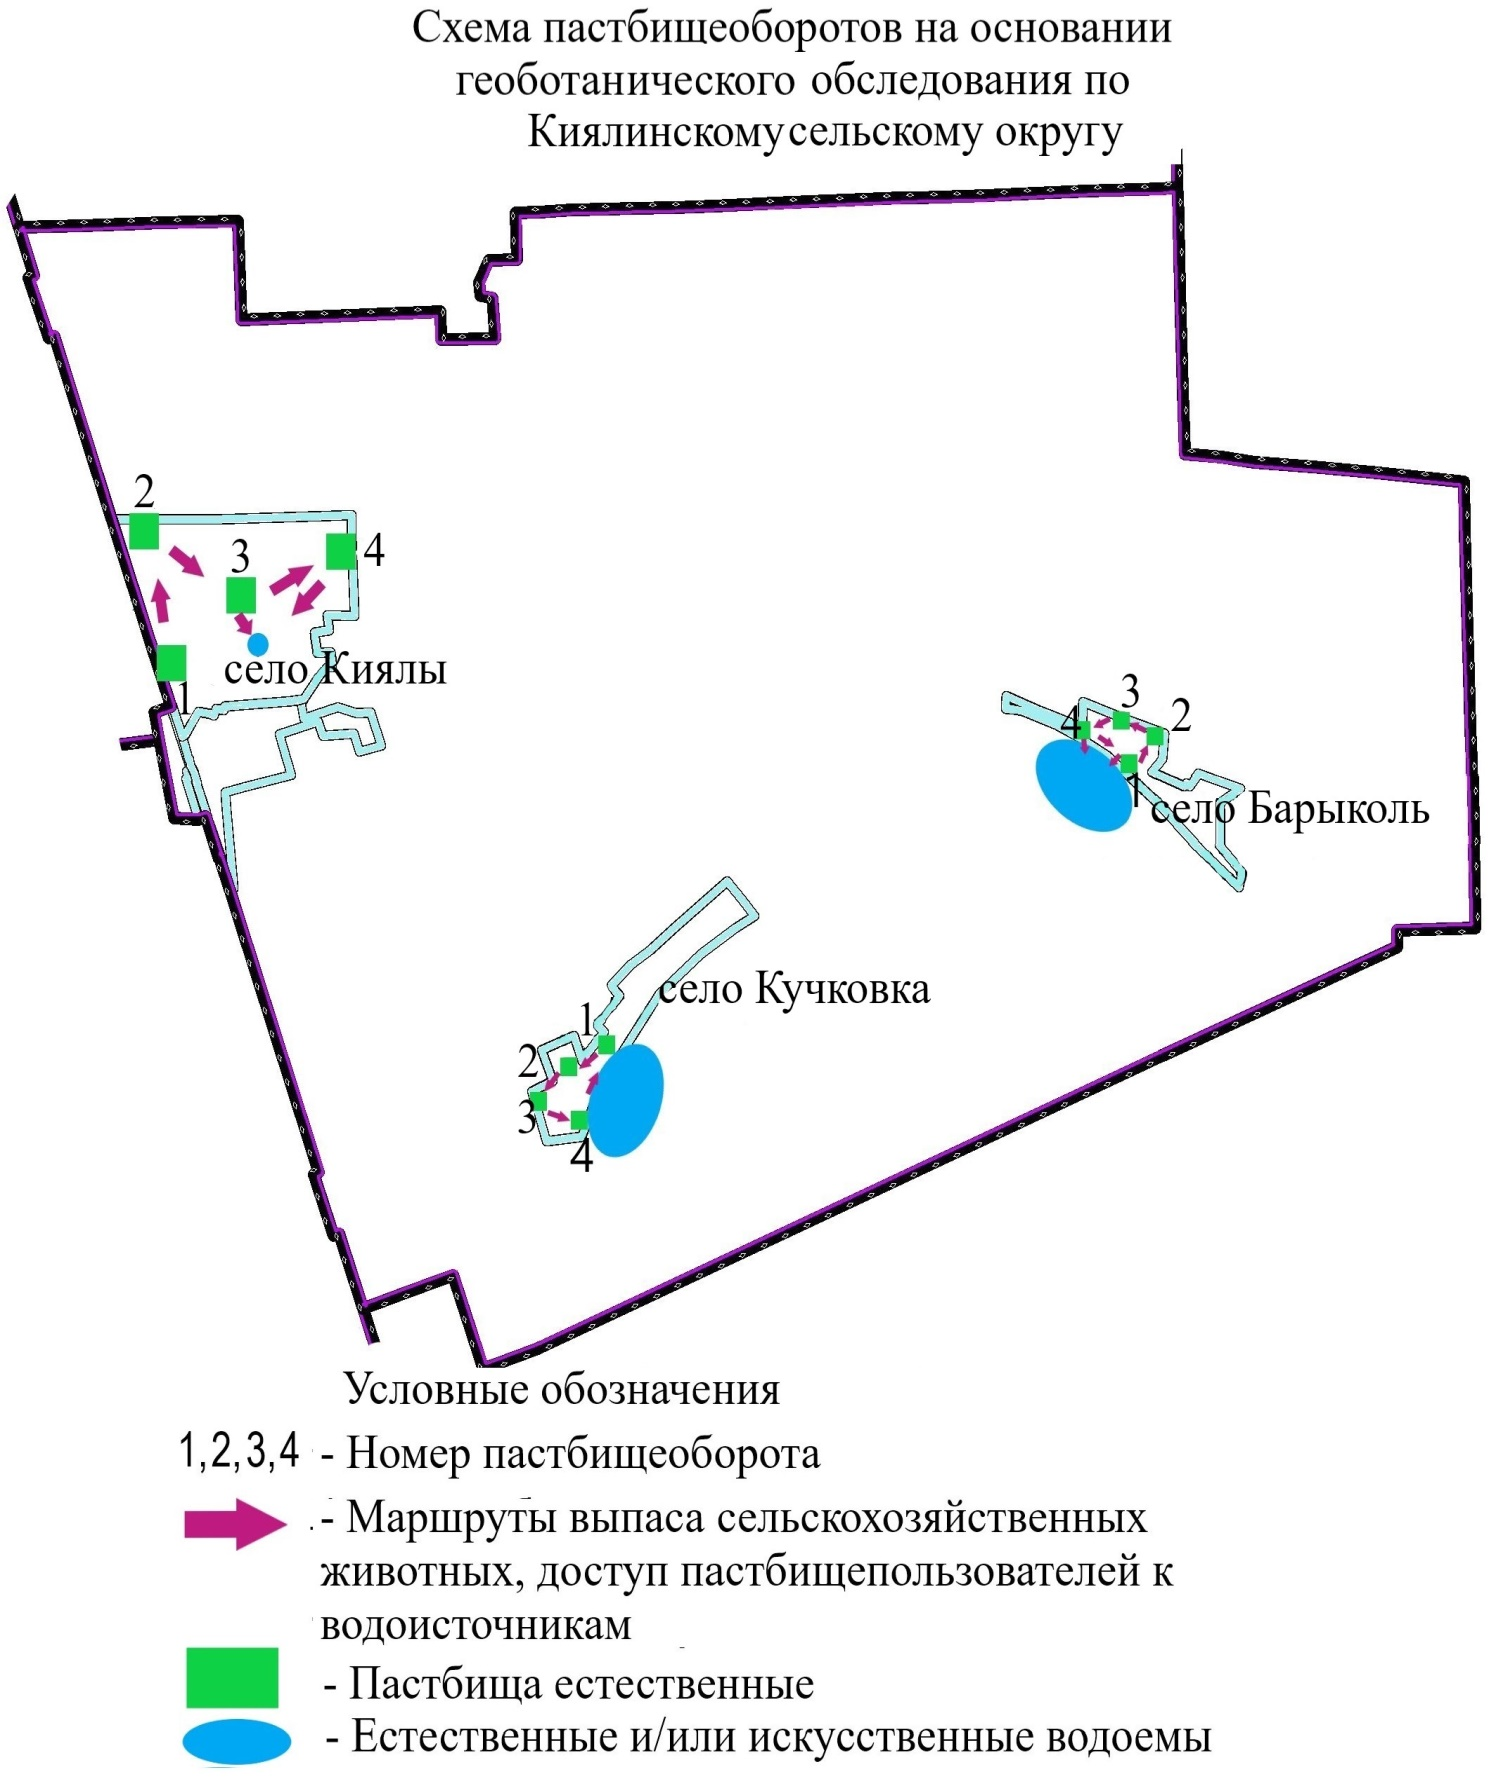 Схема пастбищеоборотов на основании
геоботанического обследования по
Киялинскому сельскому округу
2
3
4
село Киялы
1
3
2
4
1
село Барыколь
село Кучковка
1
2
3
4
Условные обозначения
1,2,3,4 - Номер пастбищеоборота
- Маршруты выпаса сельскохозяйственных
животных, доступ пастбищепользователей к
водоисточникам
- Пастбища естественные
- Естественные и/или искусственные водоемы